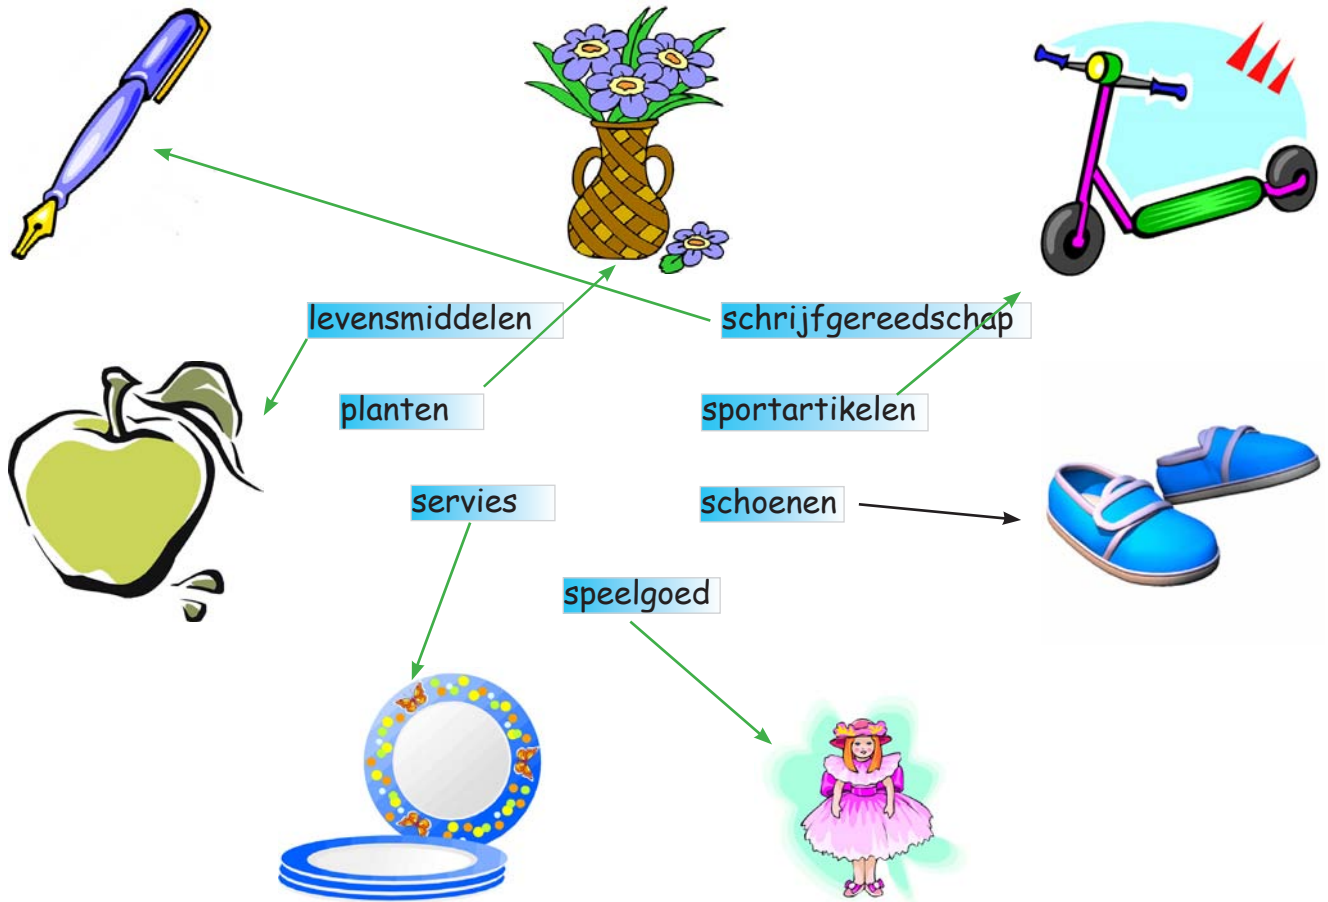 levensmiddelen
schrijfgereedschap
planten
sportartikelen
servies
schoenen
speelgoed